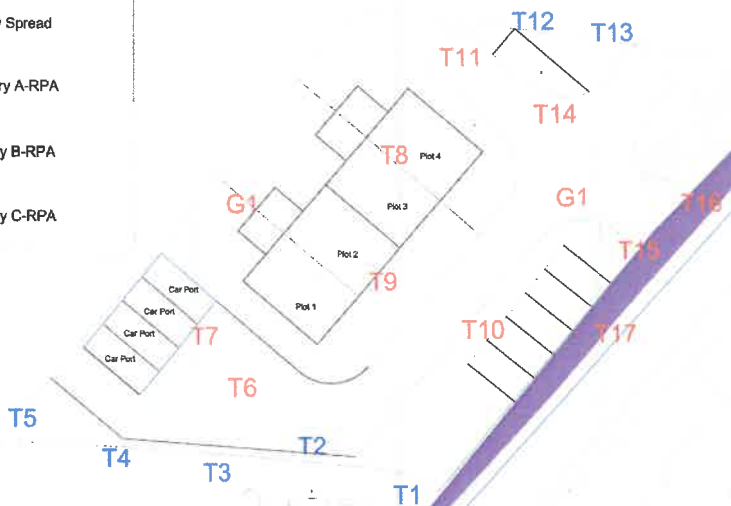 Spread
T12
T13
T11
A-RPA
T14
B-RPA
T8
Plot 4
G1
Plot 3
G1
T16
C-RPA
Plot 2
T15
T9
Car Port
Plot 1
Car Port
T7
T10
T17
Car Port
Car Port
T6
T5
T2
T4
T3
T1